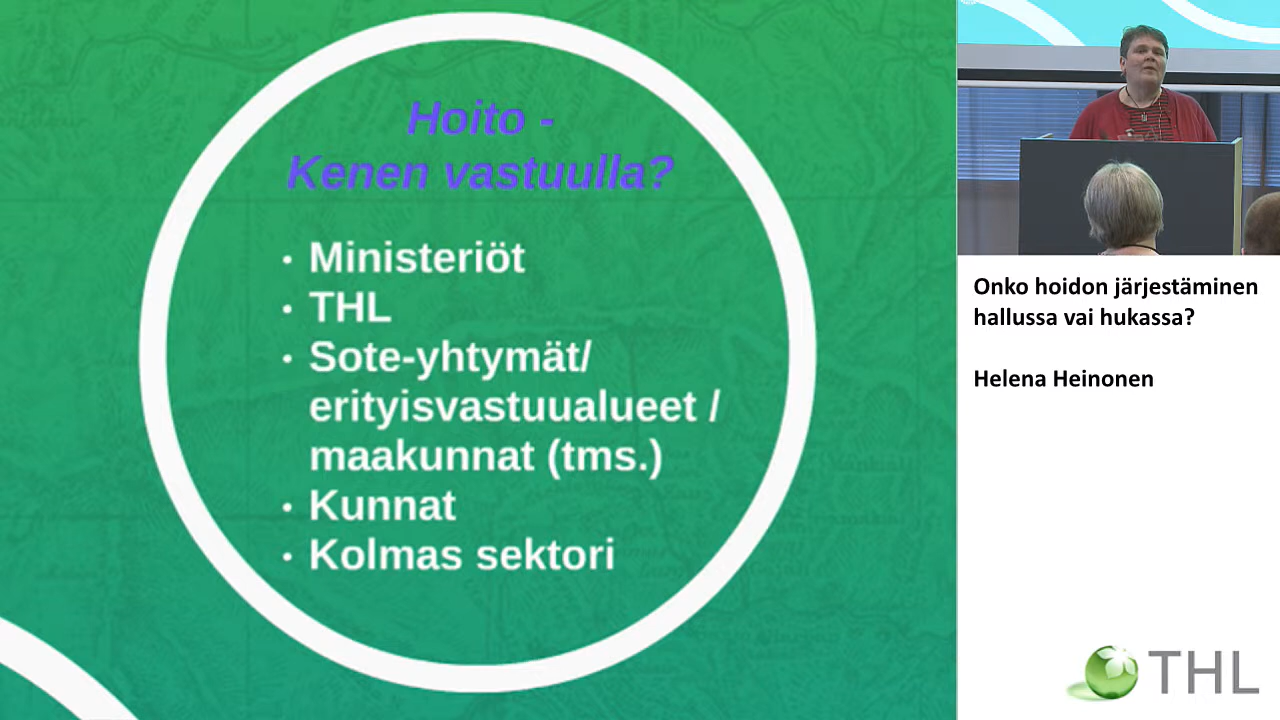 Hoito -
Kenen vastuulla?
• Ministeriöt
• THL
• Sote-yhtymät/
erityisvastuualueet /
maakunnat (tms.)
• Kunnat
• Kolmas sektori
Onko hoidon järjestäminen
hallussa vai hukassa?
Helena Heinonen
THL